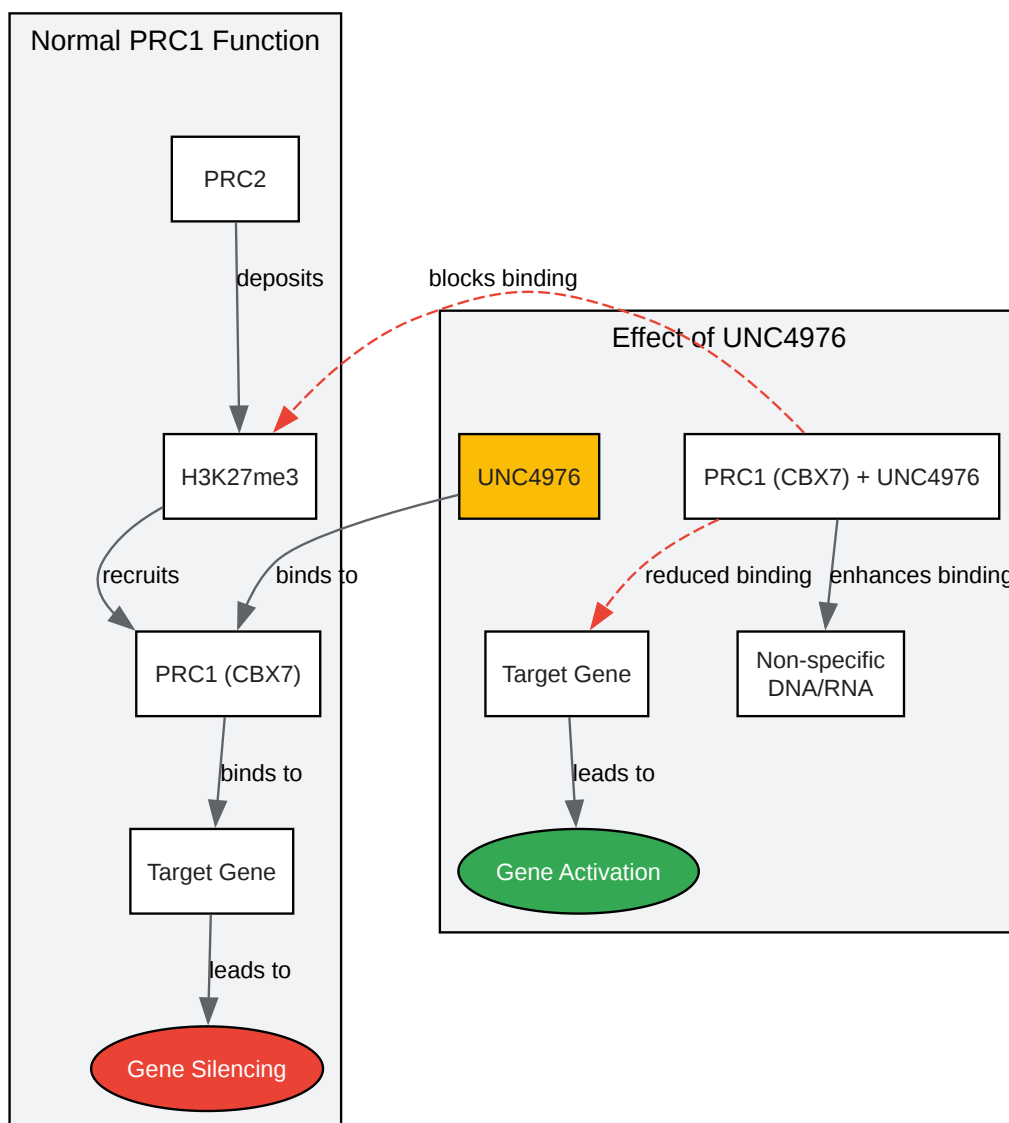 Normal PRC1 Function
PRC2
deposits
blocks binding
Effect of UNC4976
H3K27me3
UNC4976
PRC1 (CBX7) + UNC4976
recruits
binds to
reduced binding
enhances binding
PRC1 (CBX7)
Target Gene
Non-specific
DNA/RNA
binds to
leads to
Target Gene
Gene Activation
leads to
Gene Silencing